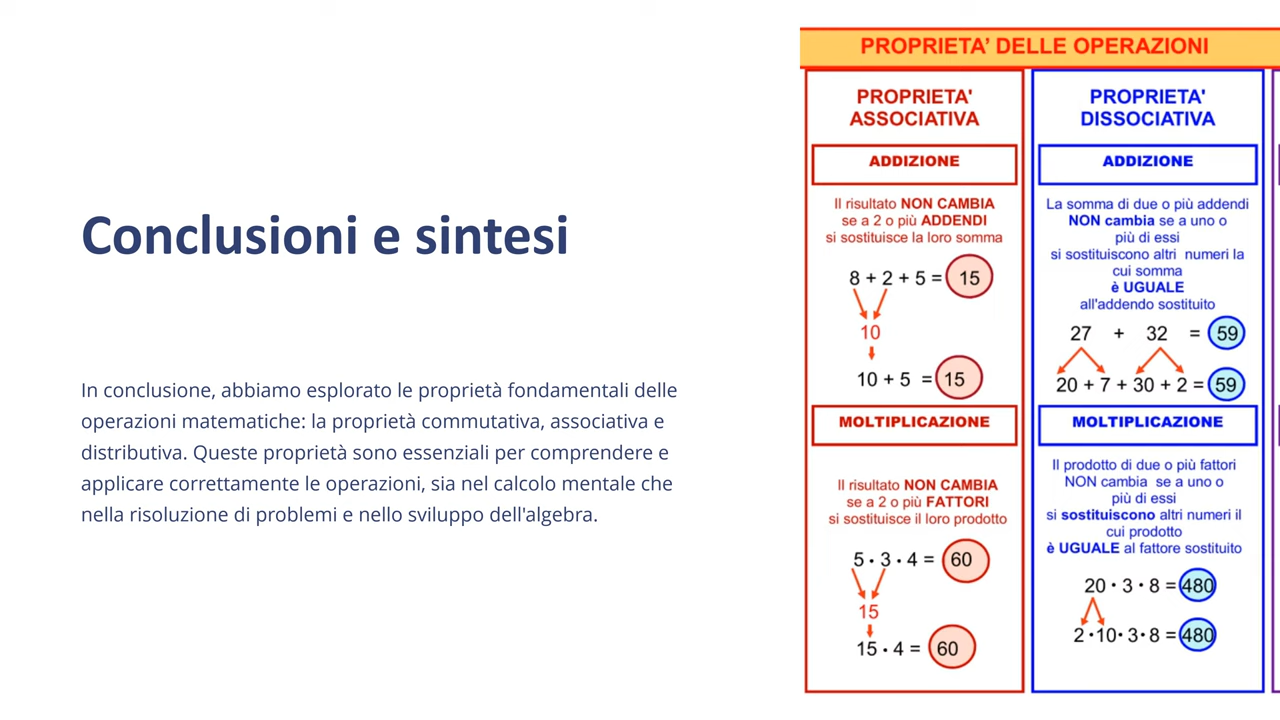 Conclusioni e sintesi
In conclusione, abbiamo esplorato le proprietà fondamentali delle
operazioni matematiche: la proprietà commutativa, associativa e
distributiva. Queste proprietà sono essenziali per comprendere e
applicare correttamente le operazioni, sia nel calcolo mentale che
nella risoluzione di problemi e nello sviluppo dell'algebra.
PROPRIETA’ DELLE OPERAZIONI
PROPRIETA'
ASSOCIATIVA
ADDIZIONE
Il risultato NON CAMBIA
se a 2 o più ADDENDI
si sostituisce la loro somma
8 + 2 + 5 = 15
10
10 + 5 = 15
MOLTIPLICAZIONE
Il risultato NON CAMBIA
se a 2 o più FATTORI
si sostituisce il loro prodotto
5 · 3 · 4 = 60
15
15 · 4 = 60
PROPRIETA'
DISSOCIATIVA
ADDIZIONE
La somma di due o più addendi
NON cambia se a uno o
più di essi
si sostituiscono altri numeri la
cui somma
è UGUALE
all'addendo sostituito
27 + 32 = 59
20 + 7 + 30 + 2 = 59
MOLTIPLICAZIONE
Il prodotto di due o più fattori
NON cambia se a uno o
più di essi
si sostituiscono altri numeri il
cui prodotto
è UGUALE al fattore sostituito
20 · 3 · 8 = 480
2 · 10 · 3 · 8 = 480